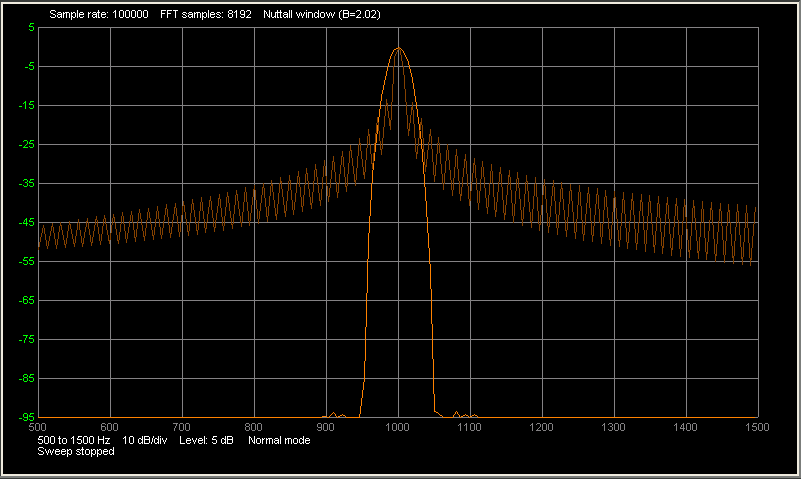 Sample rate: 100000 FFT samples: 8192 Nuttall window (B=2.02)
5
-5
-15
-25
-35
-45
-55
-65
-75
-85
-95
500 600 700 800 900 1000 1100 1200 1300 1400 1500
500 to 1500 Hz 10 dB/div Level: 5 dB Normal mode
Sweep stopped